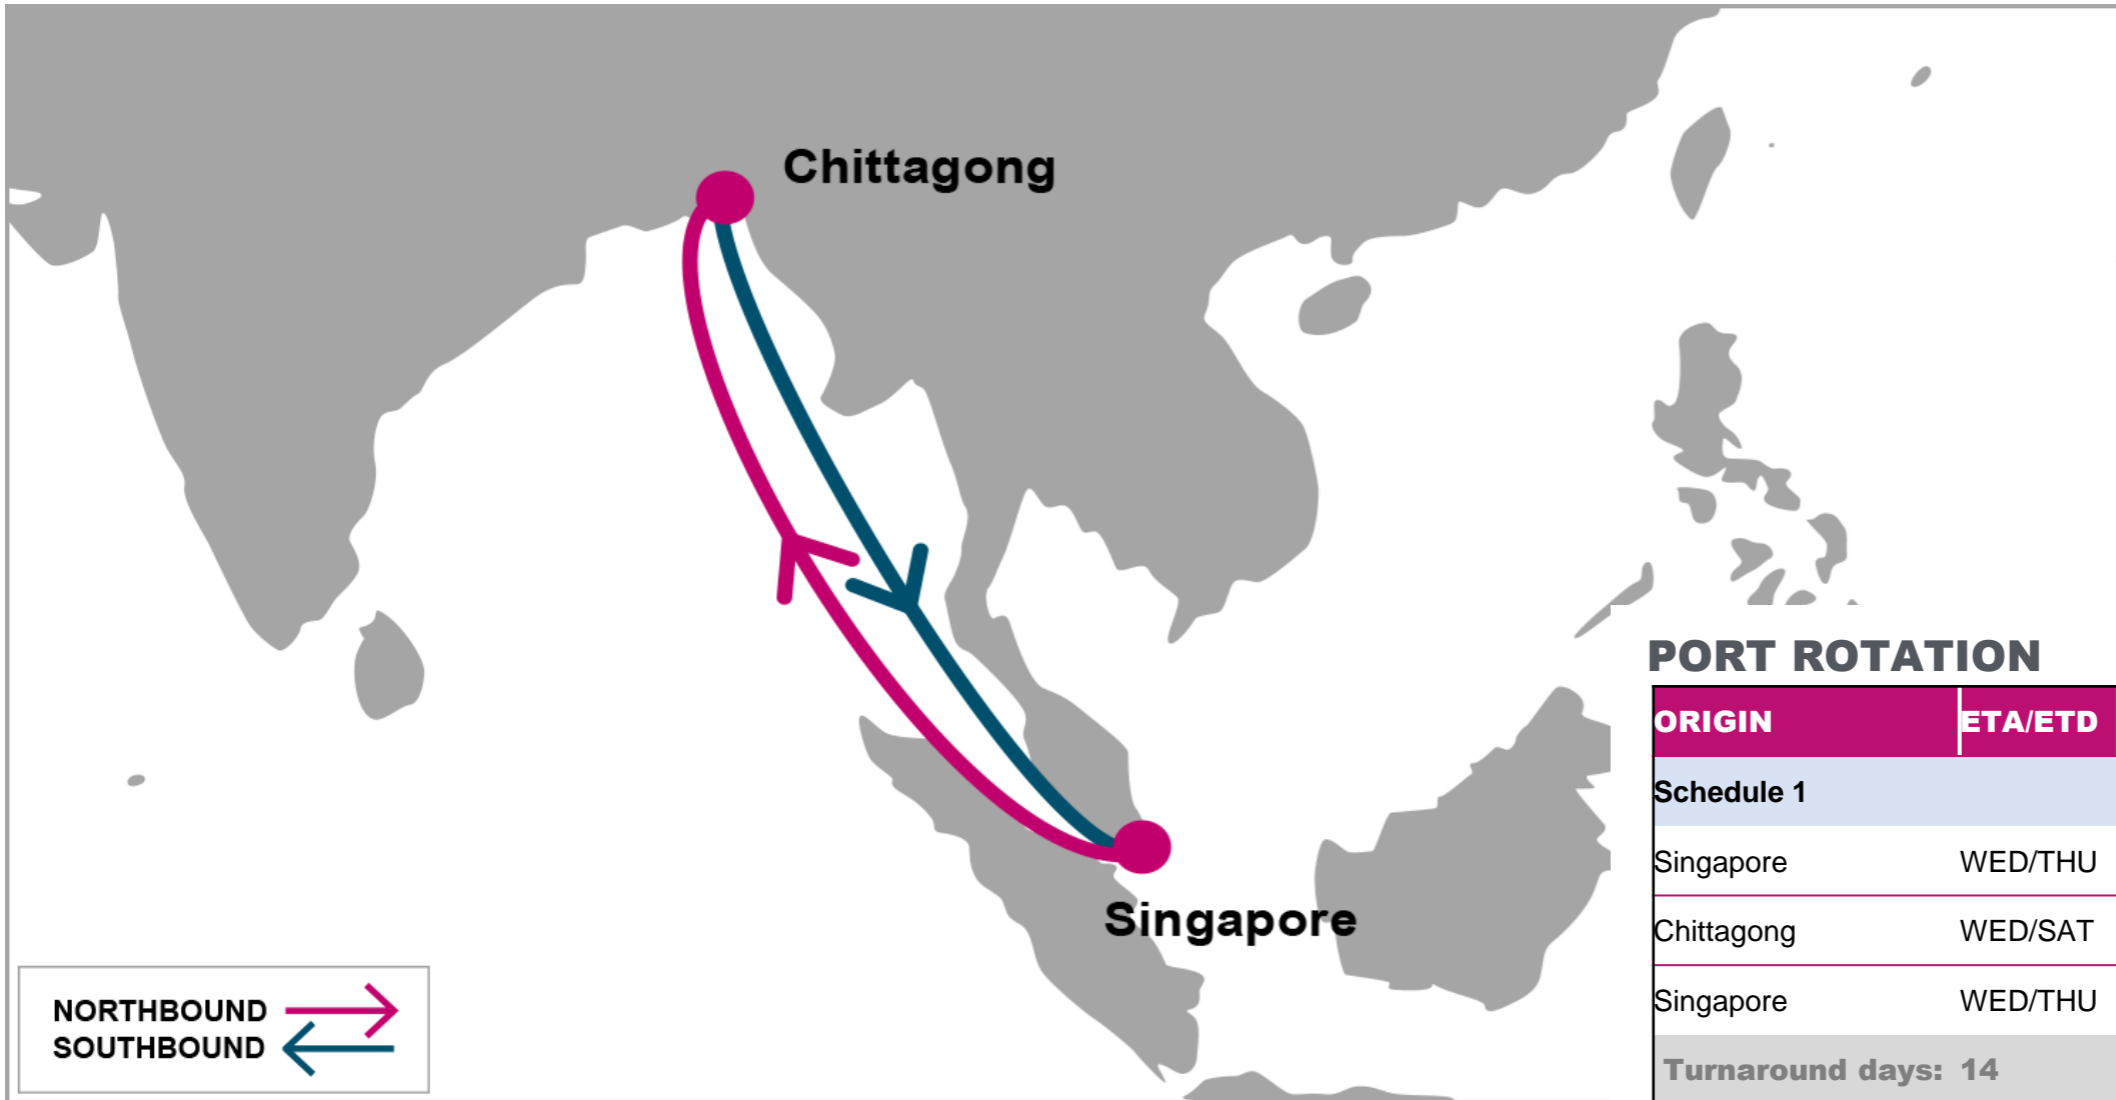 Chittagong
Singapore
NORTHBOUND
SOUTHBOUND
PORT ROTATION
ORIGIN ETA/ETD
Schedule 1
Singapore WED/THU
Chittagong WED/SAT
Singapore WED/THU
Turnaround days: 14